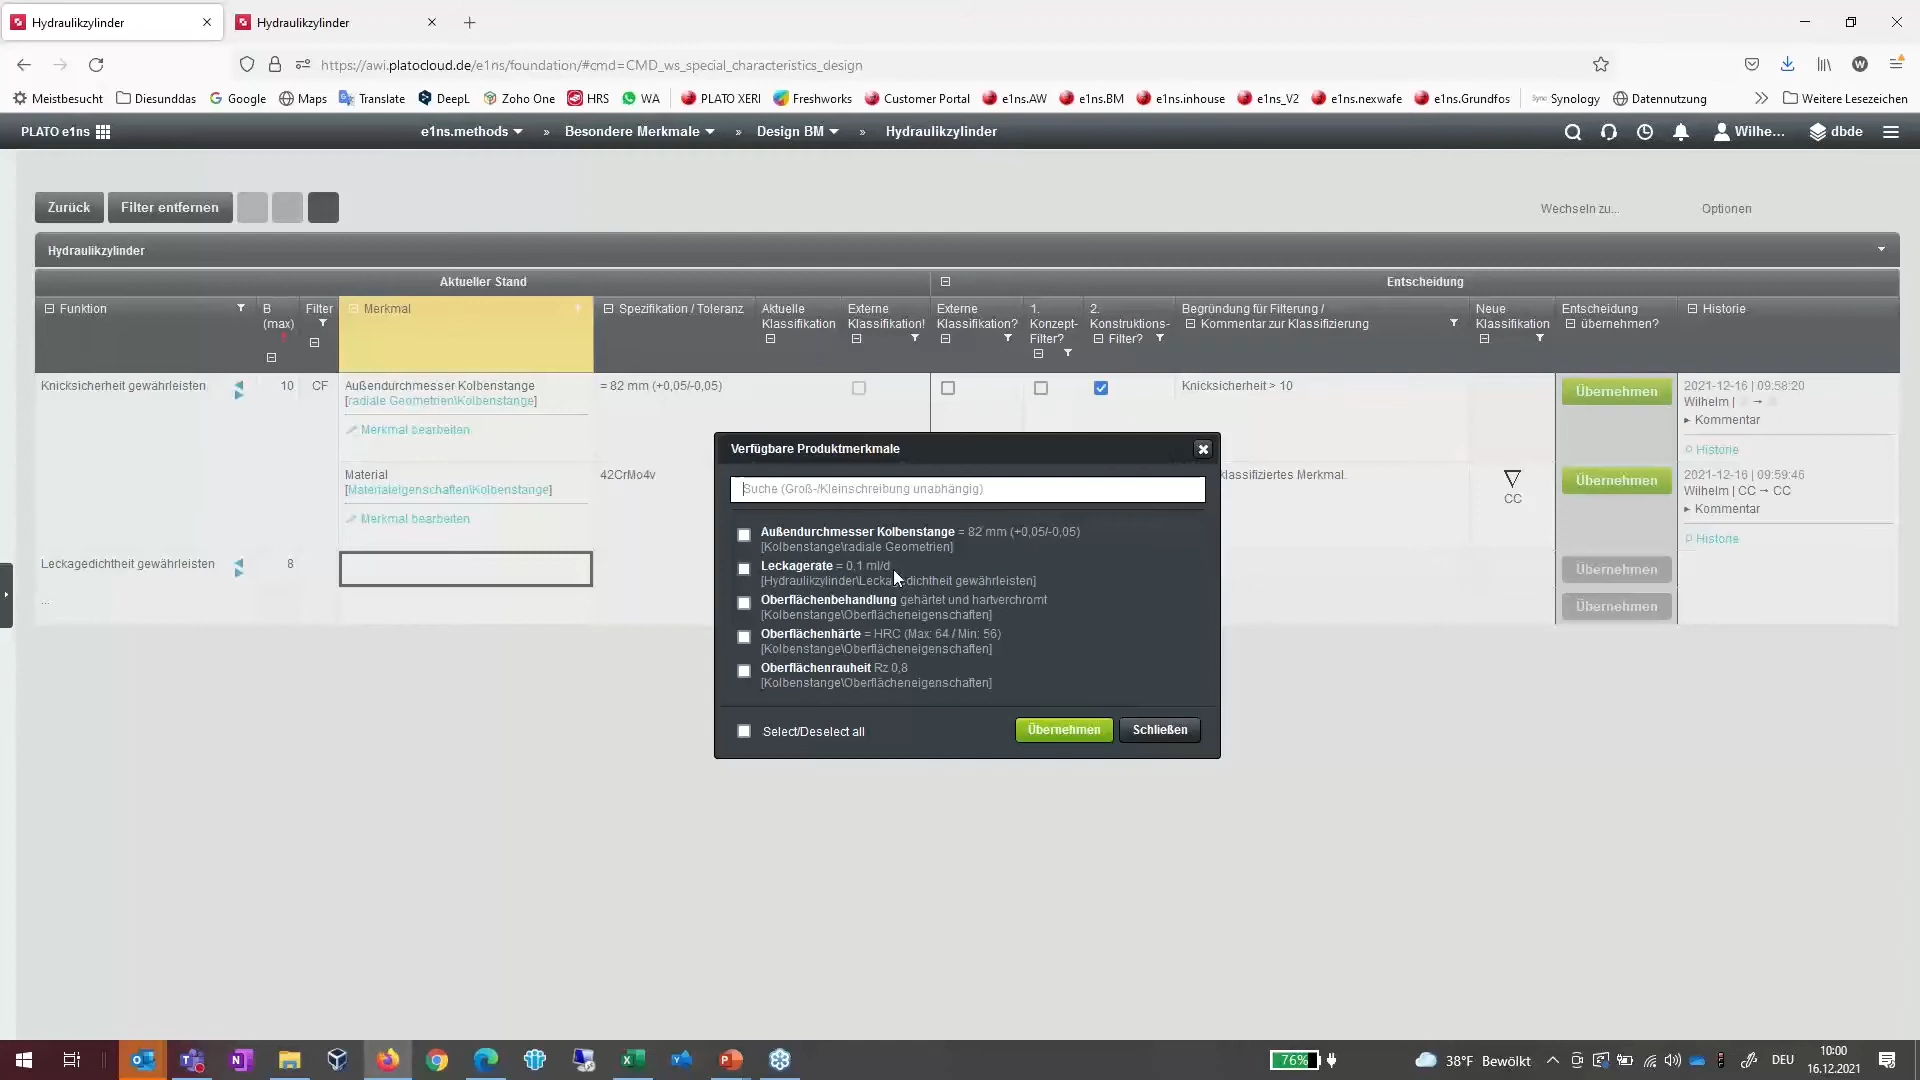 Hydraulikzylinder
Hydraulikzylinder
https://awi.platocloud.de/e1ns/foundation/#cmd=CMD_ws_special_characteristics_design
Meistbesucht Diesunddas Google Maps Translate DeepL Zoho One HRS WA PLATO XERI Freshworks Customer Portal e1ns.AW e1ns.BM e1ns.inhouse e1ns_V2 e1ns.nexwafe e1ns.Grundfos Synology Datennutzung Weitere Lesezeichen
PLATO e1ns e1ns.methods » Besondere Merkmale » Design BM » Hydraulikzylinder Wilhe... dbde
Zurück Filter entfernen Wechseln zu... Optionen
Hydraulikzylinder
Aktueller Stand Entscheidung
Funktion
B
(max)
Filter
Merkmal
Spezifikation / Toleranz
Aktuelle
Klassifikation
Externe
Klassifikation!
Externe
Klassifikation?
1.
Konzept-
Filter?
2.
Konstruktions-
Filter?
Begründung für Filterung /
Kommentar zur Klassifizierung
Neue
Klassifikation
Entscheidung
übernehmen?
Historie
Knicksicherheit gewährleisten 10 CF Außendurchmesser Kolbenstange = 82 mm (+0,05/-0,05) Knicksicherheit > 10 Übernehmen 2021-12-16 | 09:58:20
[radiale Geometrien\Kolbenstange] Wilhelm | →
Kommentar
Merkmal bearbeiten
Historie
Material 42CrMo4v klassifiziertes Merkmal. CC Übernehmen 2021-12-16 | 09:59:46
[Materialeigenschaften\Kolbenstange] Wilhelm | CC → CC
Kommentar
Merkmal bearbeiten
Historie
Leckagedichtheit gewährleisten 8 Übernehmen
... Übernehmen
Verfügbare Produktmerkmale
Suche (Groß-/Kleinschreibung unabhängig)
Außendurchmesser Kolbenstange = 82 mm (+0,05/-0,05)
[Kolbenstange\radiale Geometrien]
Leckagerate = 0.1 ml/d
[Hydraulikzylinder\Leckagedichtheit gewährleisten]
Oberflächenbehandlung gehärtet und hartverchromt
[Kolbenstange\Oberflächeneigenschaften]
Oberflächenhärte = HRC (Max: 64 / Min: 56)
[Kolbenstange\Oberflächeneigenschaften]
Oberflächenrauheit Rz 0,8
[Kolbenstange\Oberflächeneigenschaften]
Select/Deselect all Übernehmen Schließen
76% 38°F Bewölkt DEU 10:00
16.12.2021